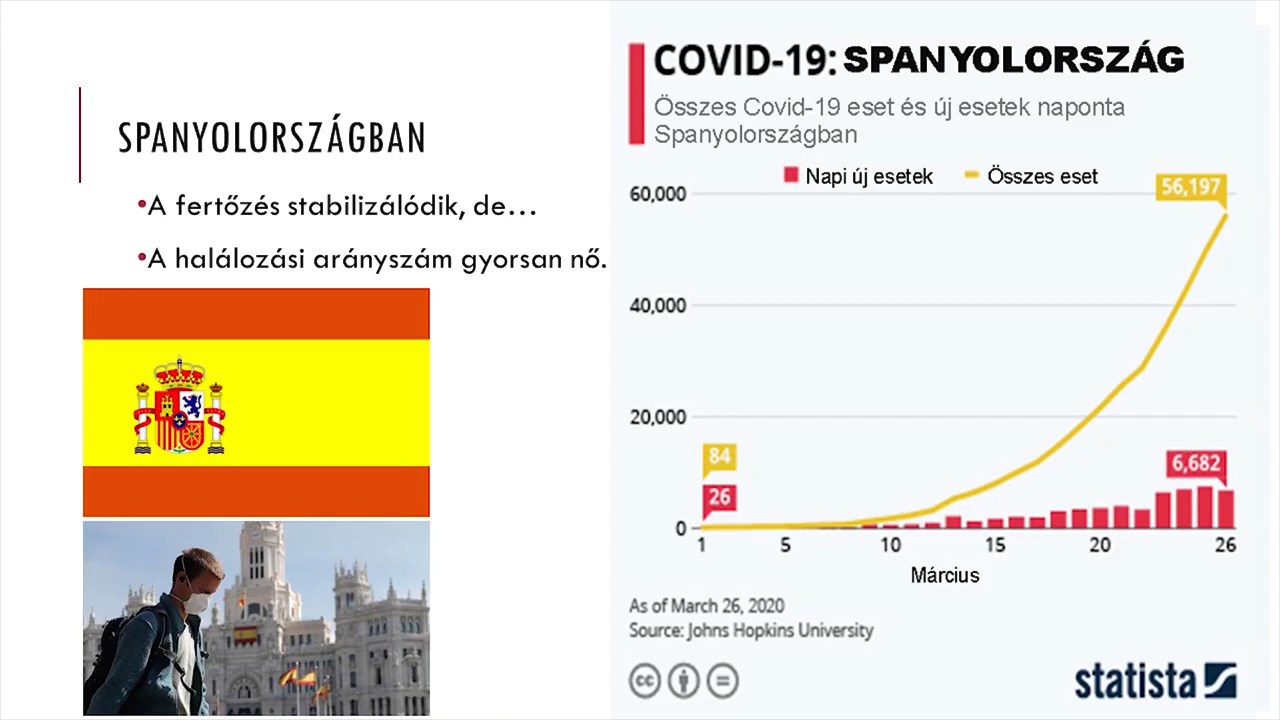 SPANYOLORSZÁGBAN
•A fertőzés stabilizálódik, de…
•A halálozási arányszám gyorsan nő.
COVID-19: SPANYOLORSZÁG
Összes Covid-19 eset és új esetek naponta
Spanyolországban
Napi új esetek
Összes eset
60,000
56,197
40,000
20,000
84
26
6,682
0
1 5 10 15 20 26
Március
As of March 26, 2020
Source: Johns Hopkins University
cc
statista